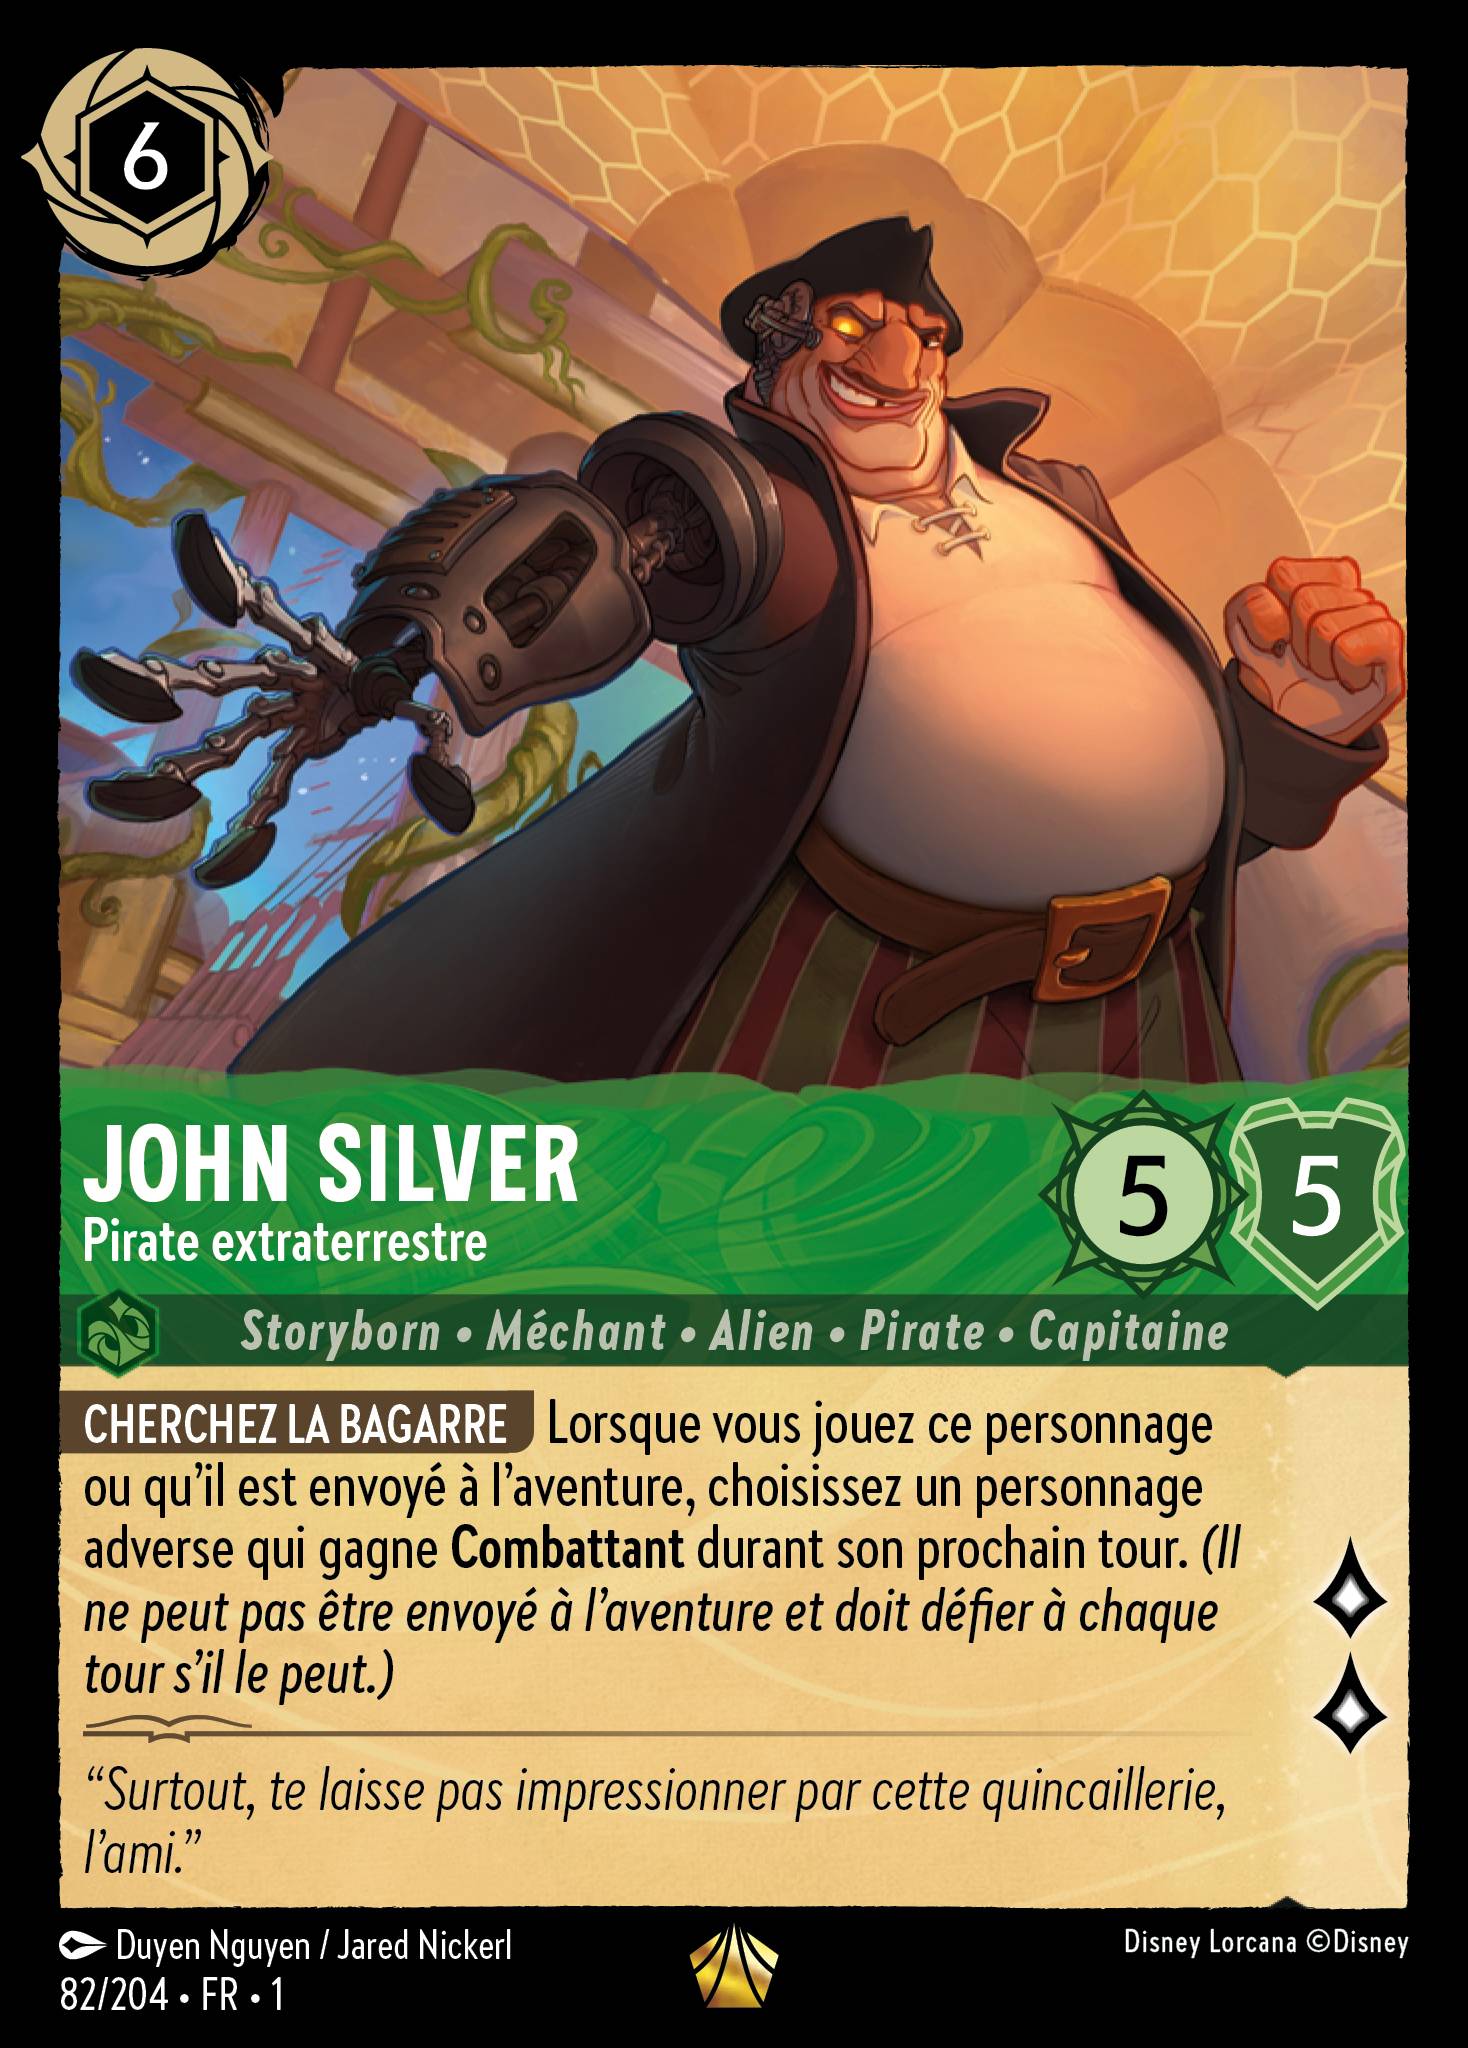 6
JOHN SILVER
Pirate extraterrestre
5 5
Storyborn • Méchant • Alien • Pirate • Capitaine
CHERCHEZ LA BAGARRE Lorsque vous jouez ce personnage
ou qu’il est envoyé à l’aventure, choisissez un personnage
adverse qui gagne Combattant durant son prochain tour. (Il
ne peut pas être envoyé à l’aventure et doit défier à chaque
tour s’il le peut.)
“Surtout, te laisse pas impressionner par cette quincaillerie,
l’ami.”
Duyen Nguyen / Jared Nickerl
Disney Lorcana ©Disney
82/204 • FR • 1